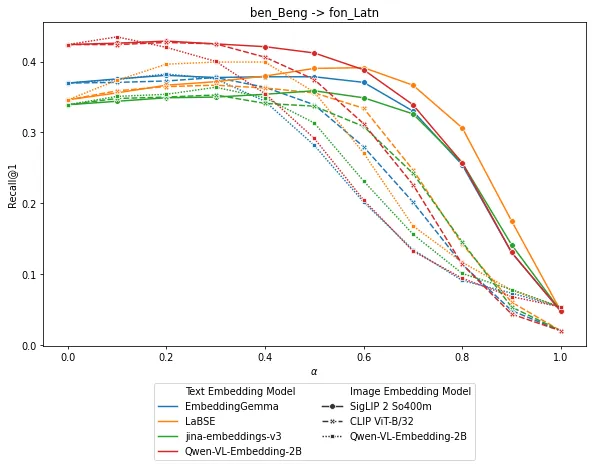 ben_Beng -> fon_Latn
Recall@1
0.4
0.3
0.2
0.1
0.0
0.0 0.2 0.4 0.6 0.8 1.0
α
Text Embedding Model Image Embedding Model
EmbeddingGemma SigLIP 2 So400m
LaBSE CLIP ViT-B/32
jina-embeddings-v3 Qwen-VL-Embedding-2B
Qwen-VL-Embedding-2B